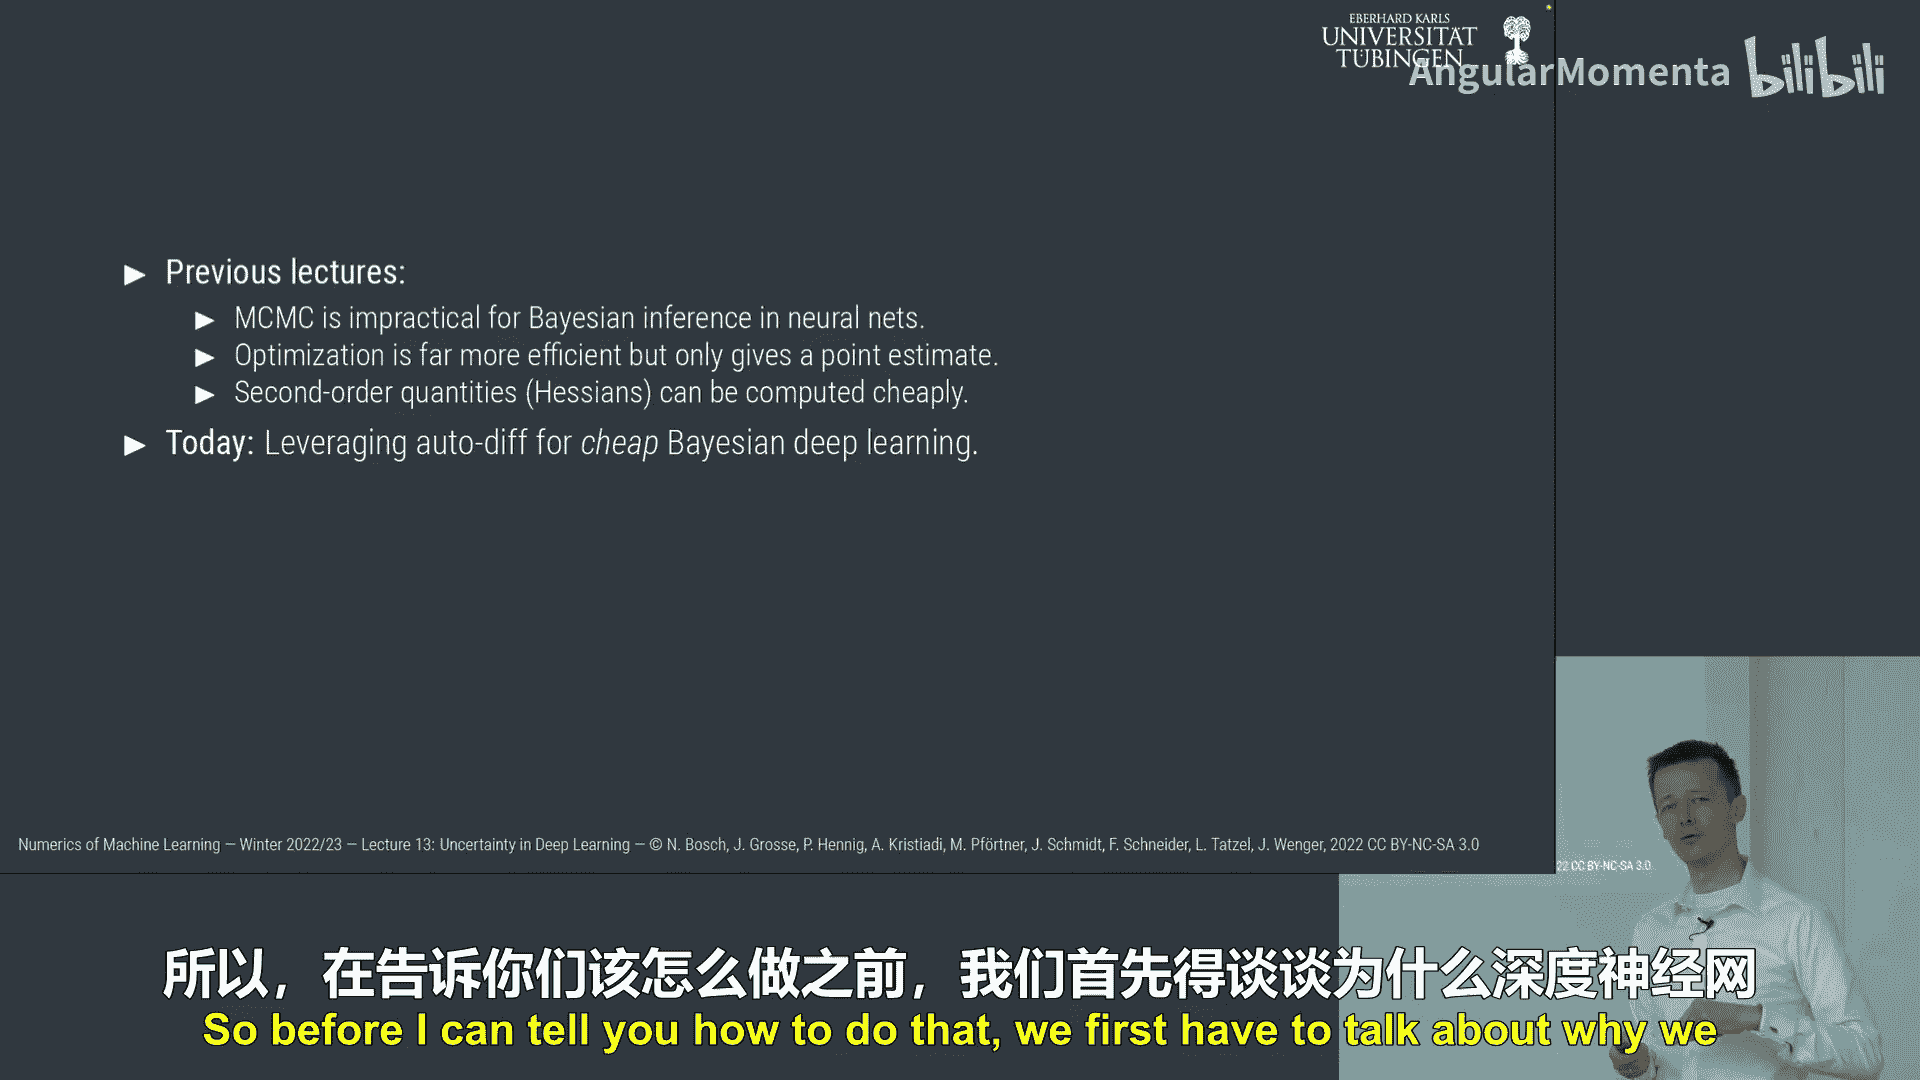 EBERHARD KARLS
UNIVERSITÄT
TÜBINGEN
AngularMomenta bilibili
▶ Previous lectures:
▶ MCMC is impractical for Bayesian inference in neural nets.
▶ Optimization is far more efficient but only gives a point estimate.
▶ Second-order quantities (Hessians) can be computed cheaply.
▶ Today: Leveraging auto-diff for cheap Bayesian deep learning.
Numerics of Machine Learning — Winter 2022/23 — Lecture 13: Uncertainty in Deep Learning — © N. Bosch, J. Grosse, P. Hennig, A. Kristiadi, M. Pförtner, J. Schmidt, F. Schneider, L. Tatzel, J. Wenger, 2022 CC BY-NC-SA 3.0
22 CC BY-NC-SA 3.0
所以，在告诉你们该怎么做之前，我们首先得谈谈为什么深度神经网
So before I can tell you how to do that, we first have to talk about why we